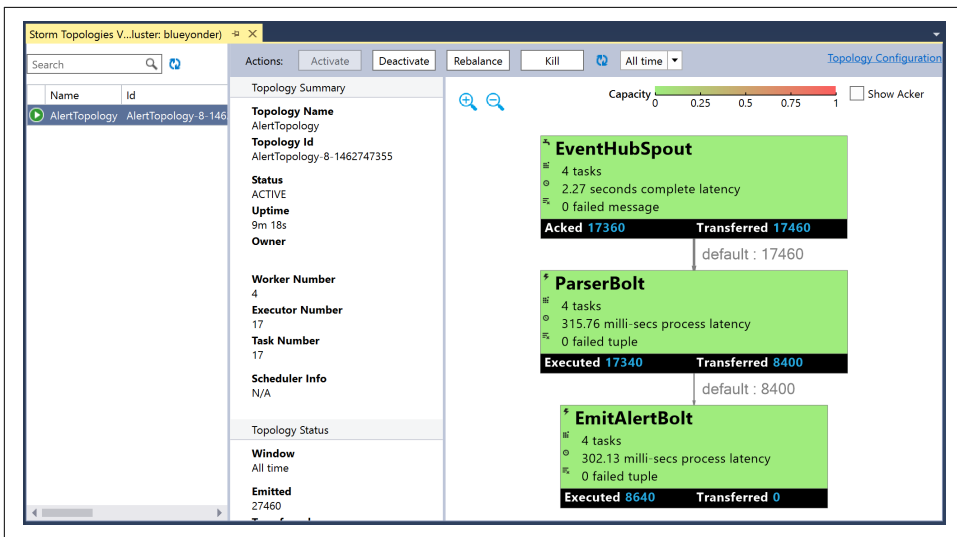 Storm Topologies V...luster: blueyonder)
Search
Name Id
AlertTopology AlertTopology-8-146
Actions: Activate Deactivate Rebalance Kill All time Topology Configuration
Topology Summary
Topology Name
AlertTopology
Topology Id
AlertTopology-8-1462747355
Status
ACTIVE
Uptime
9m 18s
Owner
Worker Number
4
Executor Number
17
Task Number
17
Scheduler Info
N/A
Topology Status
Window
All time
Emitted
27460
Capacity
0 0.25 0.5 0.75 1
Show Acker
EventHubSpout
4 tasks
2.27 seconds complete latency
0 failed message
Acked 17360 Transferred 17460
default : 17460
ParserBolt
4 tasks
315.76 milli-secs process latency
0 failed tuple
Executed 17340 Transferred 8400
default : 8400
EmitAlertBolt
4 tasks
302.13 milli-secs process latency
0 failed tuple
Executed 8640 Transferred 0